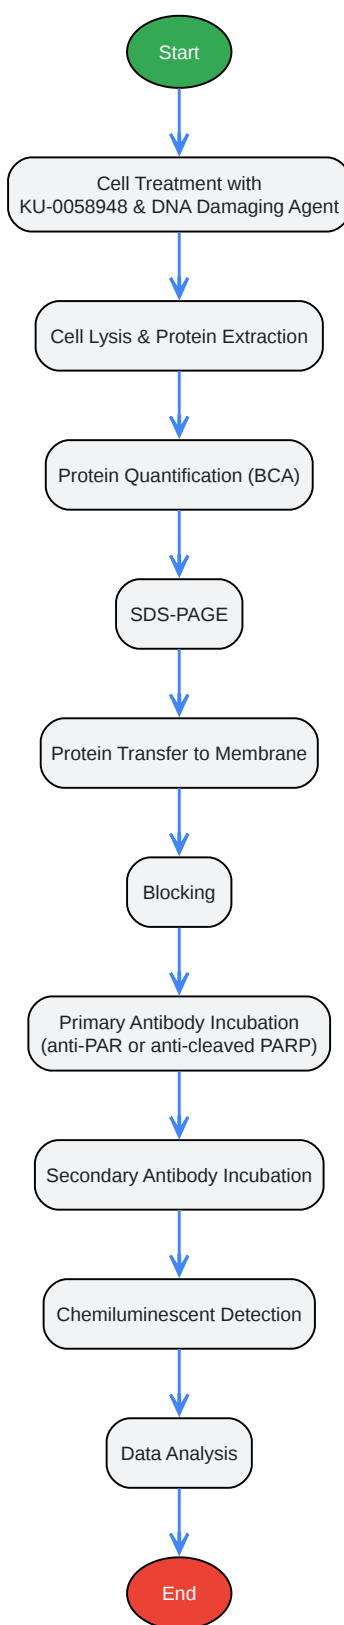 Start
Cell Treatment with
KU-0058948 & DNA Damaging Agent
Cell Lysis & Protein Extraction
Protein Quantification (BCA)
SDS-PAGE
Protein Transfer to Membrane
Blocking
Primary Antibody Incubation
(anti-PAR or anti-cleaved PARP)
Secondary Antibody Incubation
Chemiluminescent Detection
Data Analysis
End